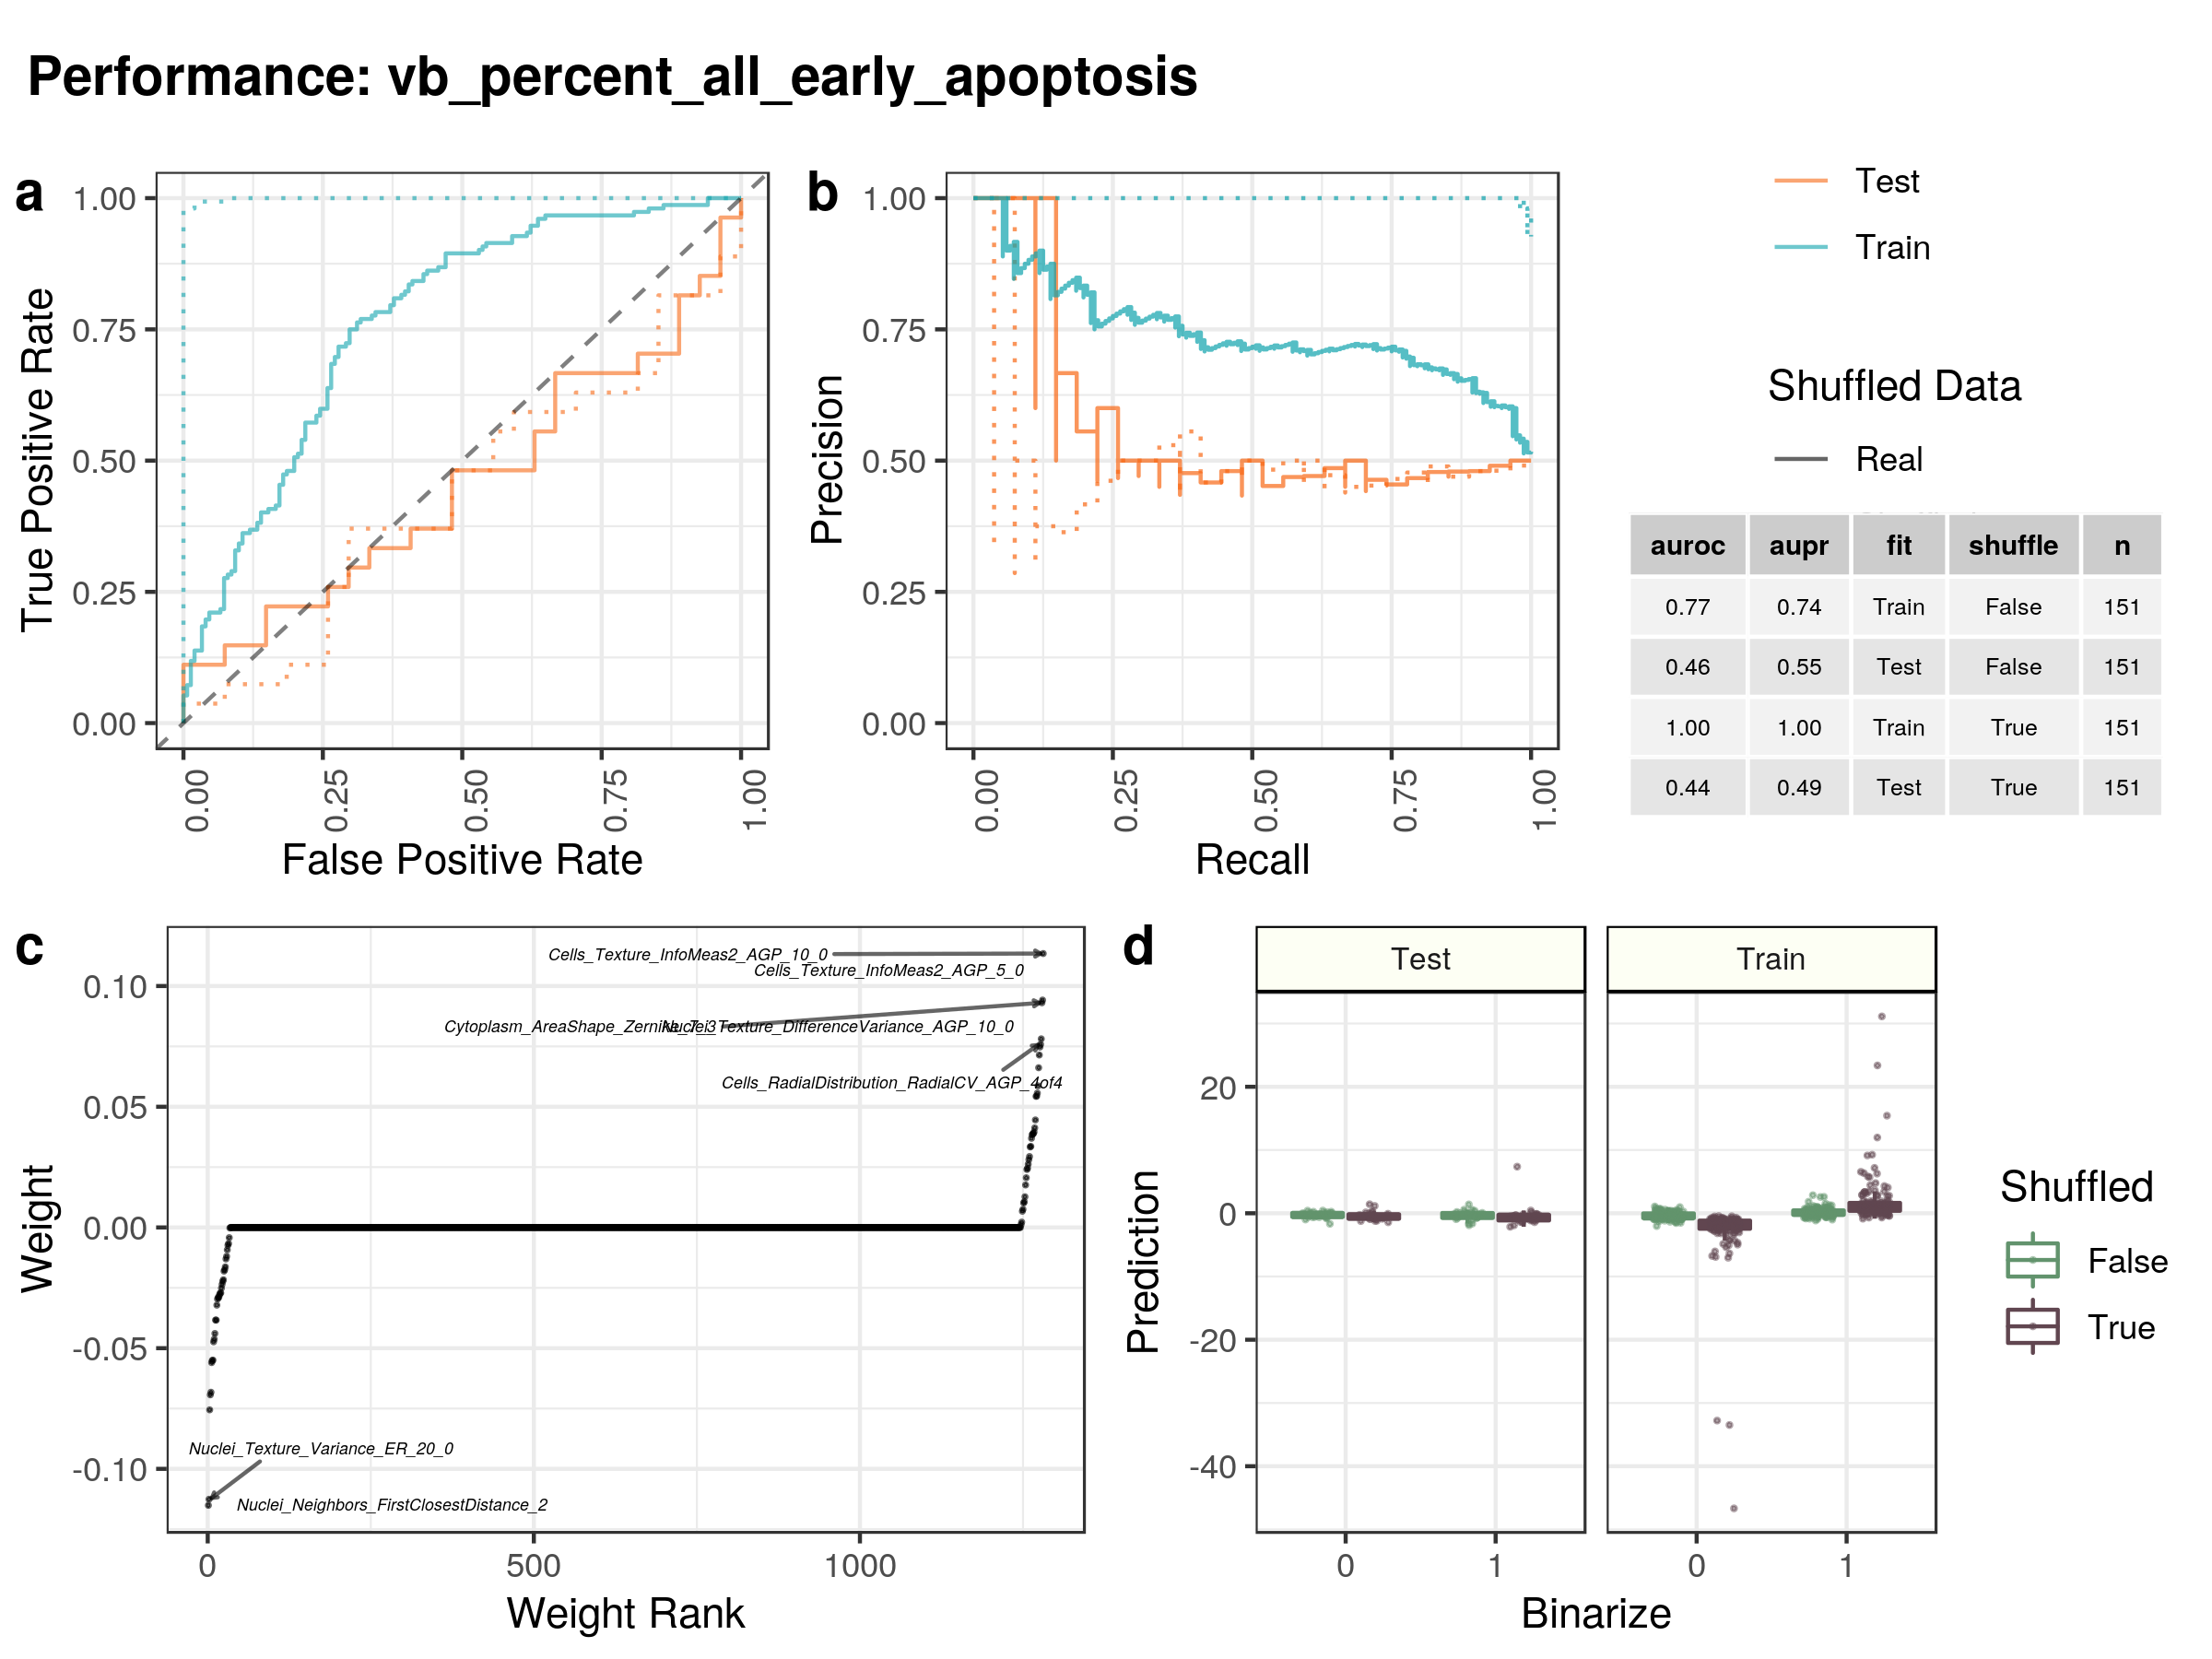 Performance: vb_percent_all_early_apoptosis
a
1.00
0.75
0.50
0.25
0.00
True Positive Rate
0.00
0.25
0.50
0.75
1.00
False Positive Rate
b
1.00
0.75
0.50
0.25
0.00
Precision
0.00
0.25
0.50
0.75
1.00
Recall
Test
Train
Shuffled Data
Real
auroc aupr fit shuffle n
0.77 0.74 Train False 151
0.46 0.55 Test False 151
1.00 1.00 Train True 151
0.44 0.49 Test True 151
c
0.10
0.05
0.00
-0.05
-0.10
Weight
Cells_Texture_InfoMeas2_AGP_10_0
Cells_Texture_InfoMeas2_AGP_5_0
Cytoplasm_AreaShape_Zernike_7_3
Nuclei_Texture_DifferenceVariance_AGP_10_0
Cells_RadialDistribution_RadialCV_AGP_4of4
Nuclei_Texture_Variance_ER_20_0
Nuclei_Neighbors_FirstClosestDistance_2
0
500
1000
Weight Rank
d
Test
Train
20
0
-20
-40
Prediction
0
1
0
1
Binarize
Shuffled
False
True